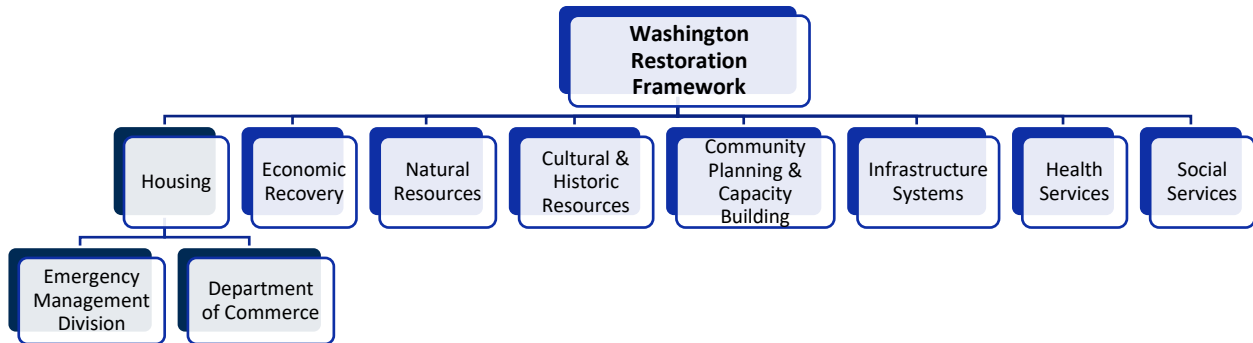 Washington
Restoration
Framework
Housing
Economic
Recovery
Natural
Resources
Cultural &
Historic
Resources
Community
Planning &
Capacity
Building
Infrastructure
Systems
Health
Services
Social
Services
Emergency
Management
Division
Department
of Commerce